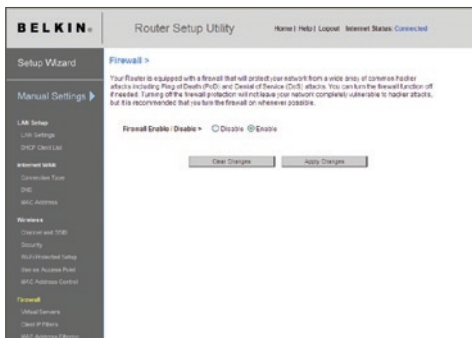 BELKIN.
Router Setup Utility
Home | Help | Logout Internet Status: Connected
Setup Wizard
Manual Settings
LAN Setup
LAN Settings
DHCP Client List
Internet WAN
Connection Type
DNS
MAC Address
Wireless
Channel and SSID
Security
Wi-Fi Protected Setup
Use as Access Point
MAC Address Control
Firewall
Virtual Servers
Client IP Filters
MAC Address Filtering
Firewall >
Your Router is equipped with a firewall that will protect your network from a wide array of common hacker
attacks including Ping of Death (PoD) and Denial of Service (DoS) attacks. You can turn the firewall function off
if needed. Turning off the firewall protection will not leave your network completely vulnerable to hacker attacks,
but it is recommended that you turn the firewall on whenever possible.
Firewall Enable / Disable > Disable Enable
Clear Changes
Apply Changes